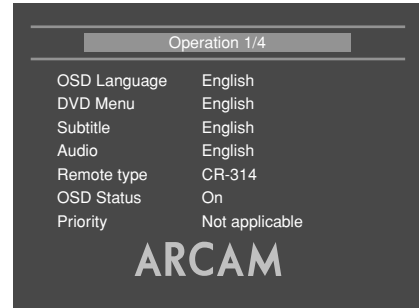 Operation 1/4
OSD Language English
DVD Menu English
Subtitle English
Audio English
Remote type CR-314
OSD Status On
Priority Not applicable
ARCAM